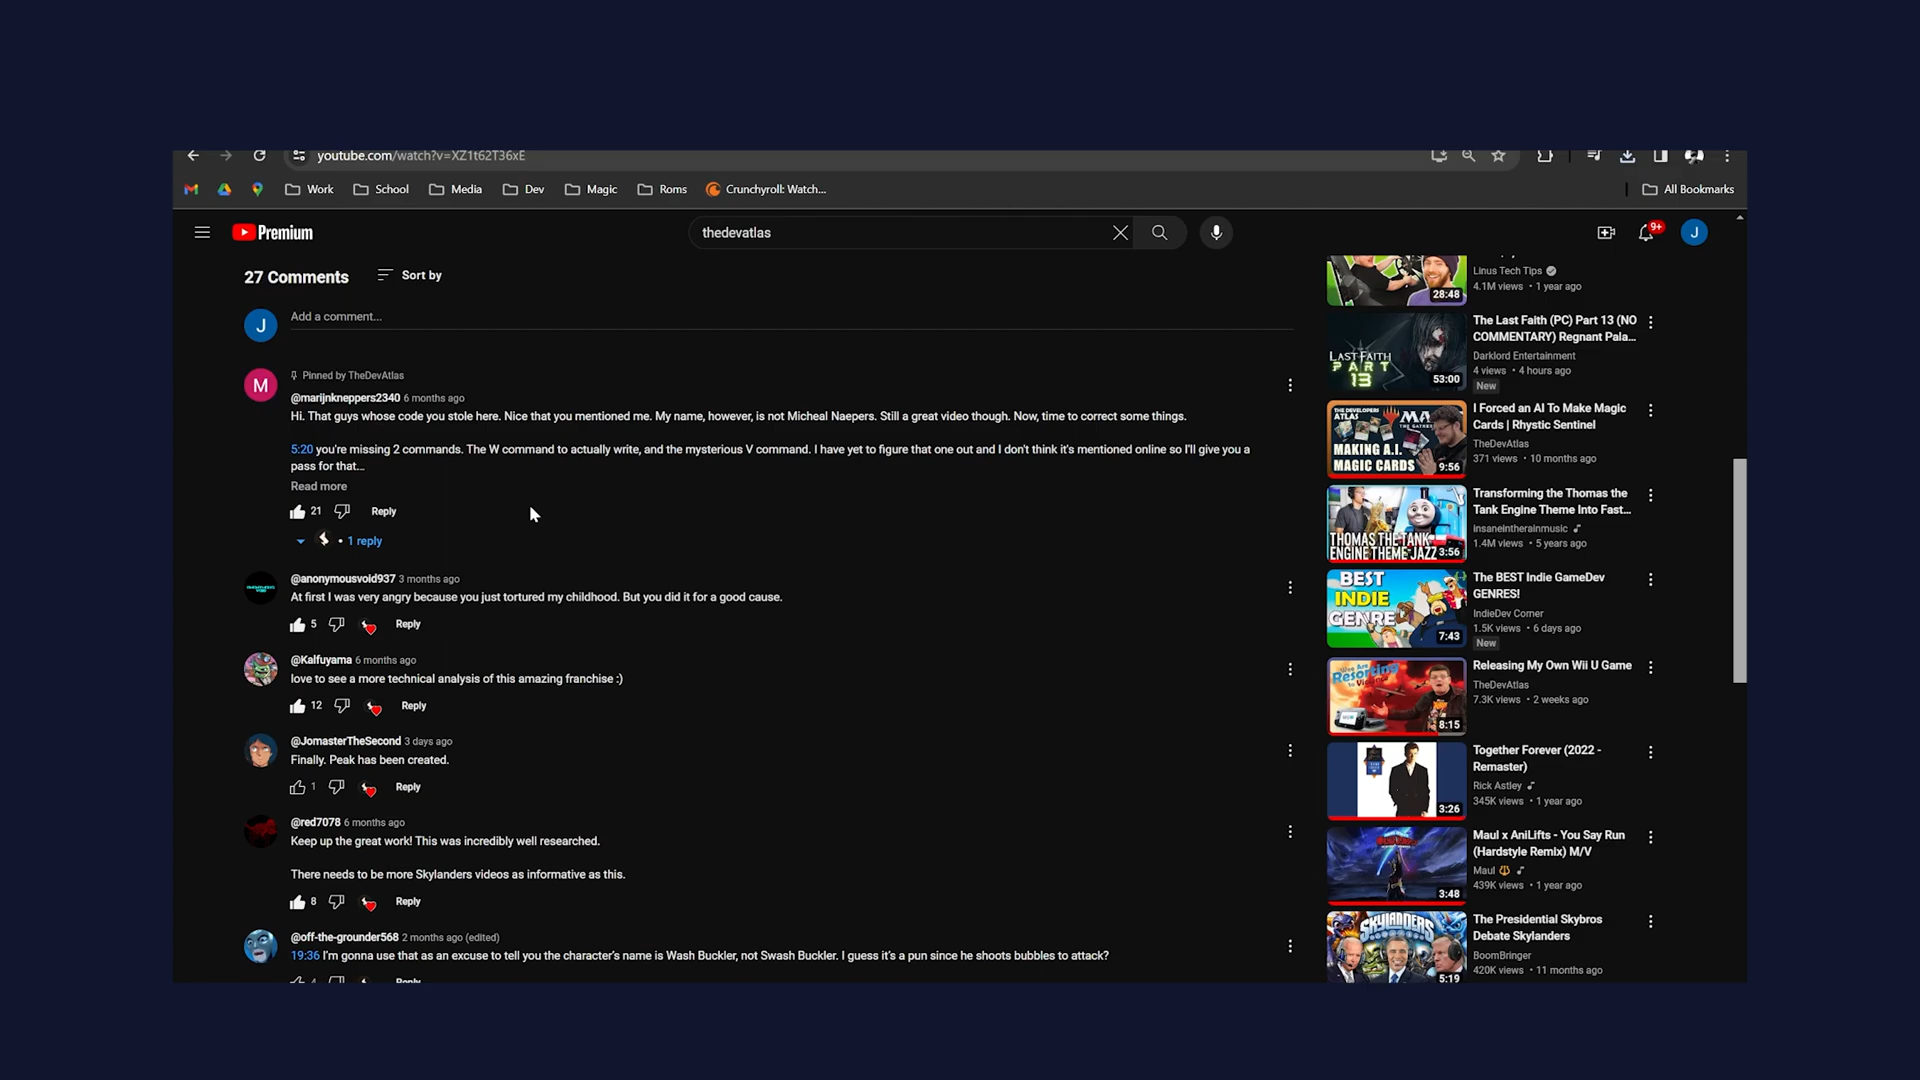 youtube.com/watch?v=XZ1t62T36xE
Work
School
Media
Dev
Magic
Roms
Crunchyroll: Watch...
All Bookmarks
Premium
thedevatlas
9+
J
27 Comments
Sort by
J
Add a comment...
M
Pinned by TheDevAtlas
@marijnkneppers2340 6 months ago
Hi. That guys whose code you stole here. Nice that you mentioned me. My name, however, is not Micheal Naepers. Still a great video though. Now, time to correct some things.
5:20 you're missing 2 commands. The W command to actually write, and the mysterious V command. I have yet to figure that one out and I don't think it's mentioned online so I'll give you a
pass for that...
Read more
21
Reply
• 1 reply
@anonymousvoid937 3 months ago
At first I was very angry because you just tortured my childhood. But you did it for a good cause.
5
Reply
@Kalfuyama 6 months ago
love to see a more technical analysis of this amazing franchise :)
12
Reply
@JomasterTheSecond 3 days ago
Finally. Peak has been created.
1
Reply
@red7078 6 months ago
Keep up the great work! This was incredibly well researched.
There needs to be more Skylanders videos as informative as this.
8
Reply
@off-the-grounder568 2 months ago (edited)
19:36 I'm gonna use that as an excuse to tell you the character's name is Wash Buckler, not Swash Buckler. I guess it's a pun since he shoots bubbles to attack?
4
Reply
28:48
Linus Tech Tips
4.1M views • 1 year ago
LAST FAITH
PART
13
53:00
The Last Faith (PC) Part 13 (NO
COMMENTARY) Regnant Pala...
Darklord Entertainment
4 views • 4 hours ago
New
THE DEVELOPERS
ATLAS
MAKING A.I.
MAGIC CARDS
9:56
I Forced an AI To Make Magic
Cards | Rhystic Sentinel
TheDevAtlas
371 views • 10 months ago
THOMAS THE TANK
ENGINE THEME JAZZ
3:56
Transforming the Thomas the
Tank Engine Theme Into Fast...
insaneintherainmusic
1.4M views • 5 years ago
BEST
INDIE
GENRE
7:43
The BEST Indie GameDev
GENRES!
IndieDev Corner
1.5K views • 6 days ago
New
We Are
Resorting
to Violence
8:15
Releasing My Own Wii U Game
TheDevAtlas
7.3K views • 2 weeks ago
3:26
Together Forever (2022 -
Remaster)
Rick Astley
345K views • 1 year ago
3:48
Maul x AniLifts - You Say Run
(Hardstyle Remix) M/V
Maul
439K views • 1 year ago
SKYLANDERS
5:19
The Presidential Skybros
Debate Skylanders
BoomBringer
420K views • 11 months ago